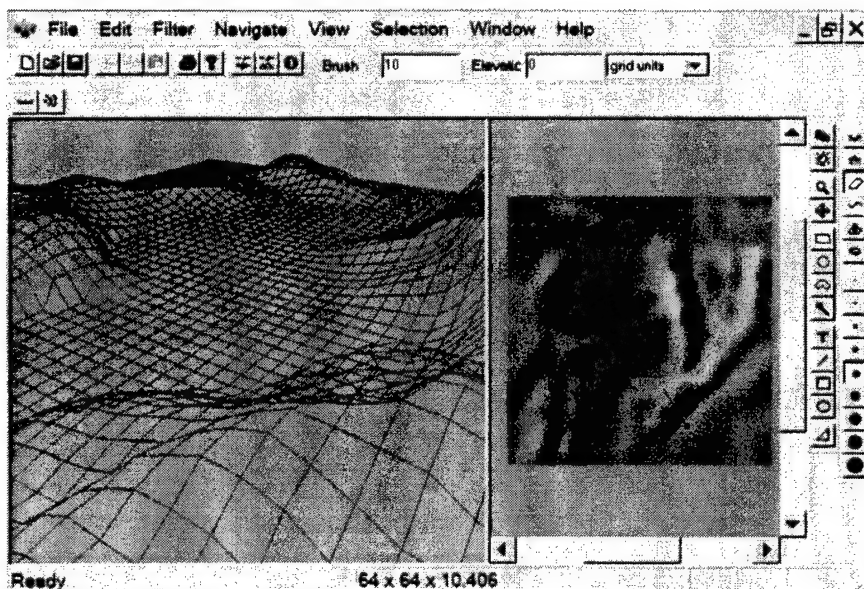 File Edit Filter Navigate View Selection Window Help
Brush 10 Elevatic 0 grid units
Ready 64 x 64 x 10.406